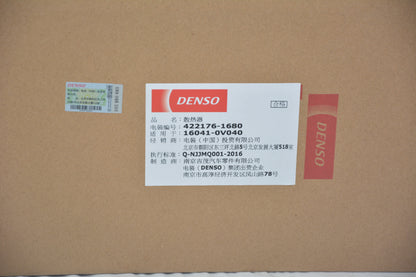 DENSO
DENSO
合格
品名: 散热器
电装编号: 422176-1680
适用于: 16041-0V040
经销商: 电装（中国）投资有限公司
北京市朝阳区东三环北路5号北京发展大厦518室
执行标准: Q-NJJMQ001-2016
制造商: 南京吉茂汽车零件有限公司
电装（DENSO）集团出资企业
南京市高淳经济开发区凤山路78号